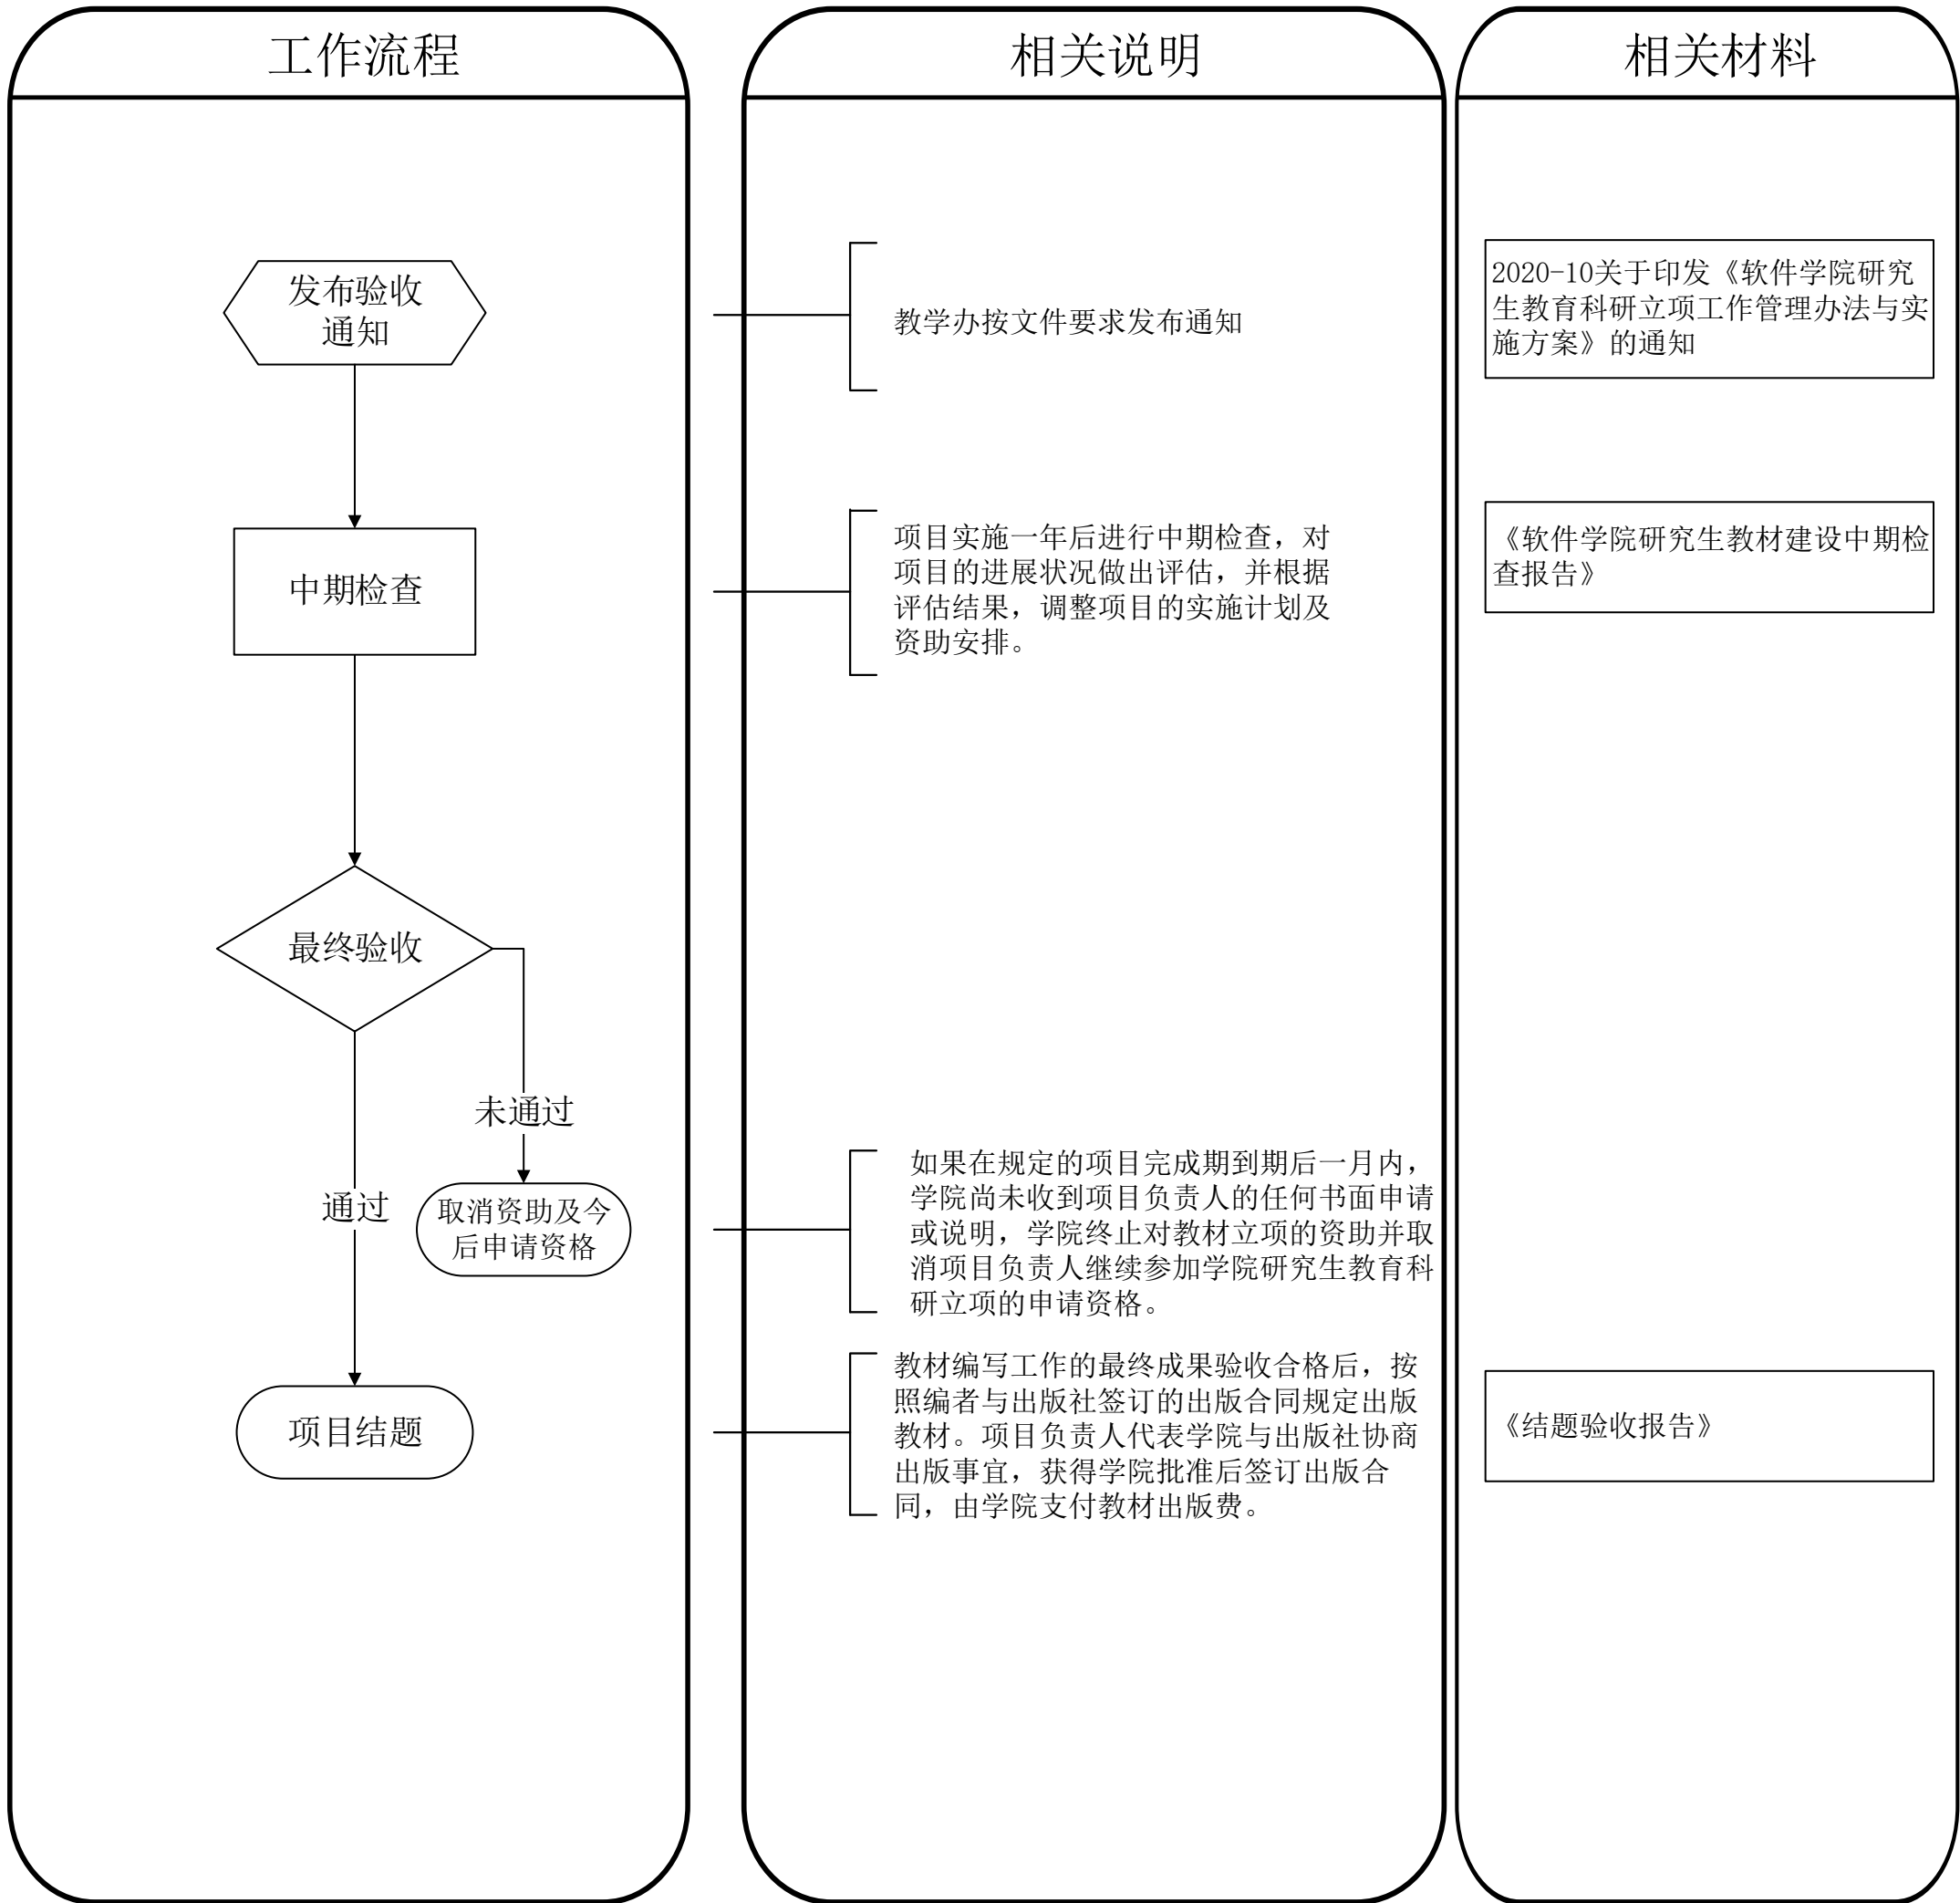 工作流程
相关说明
相关材料
发布验收
通知
教学办按文件要求发布通知
2020-10关于印发《软件学院研究
生教育科研立项工作管理办法与实
施方案》的通知
中期检查
项目实施一年后进行中期检查，对
项目的进展状况做出评估，并根据
评估结果，调整项目的实施计划及
资助安排。
《软件学院研究生教材建设中期检
查报告》
最终验收
未通过
通过
取消资助及今
后申请资格
如果在规定的项目完成期到期后一月内，
学院尚未收到项目负责人的任何书面申请
或说明，学院终止对教材立项的资助并取
消项目负责人继续参加学院研究生教育科
研立项的申请资格。
项目结题
教材编写工作的最终成果验收合格后，按
照编者与出版社签订的出版合同规定出版
教材。项目负责人代表学院与出版社协商
出版事宜，获得学院批准后签订出版合
同，由学院支付教材出版费。
《结题验收报告》